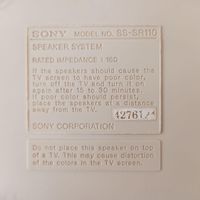 SONY MODEL NO. SS-SR110
SPEAKER SYSTEM
RATED IMPEDANCE : 16Ω
If the speakers should cause the
TV screen to have poor color,
turn off the TV and turn it on
again after 15 to 30 minutes.
If poor color should persist,
place the speakers at a distance
away from the TV.
42761
SONY CORPORATION
Do not place this speaker on top
of a TV. This may cause distortion
of the colors in the TV screen.